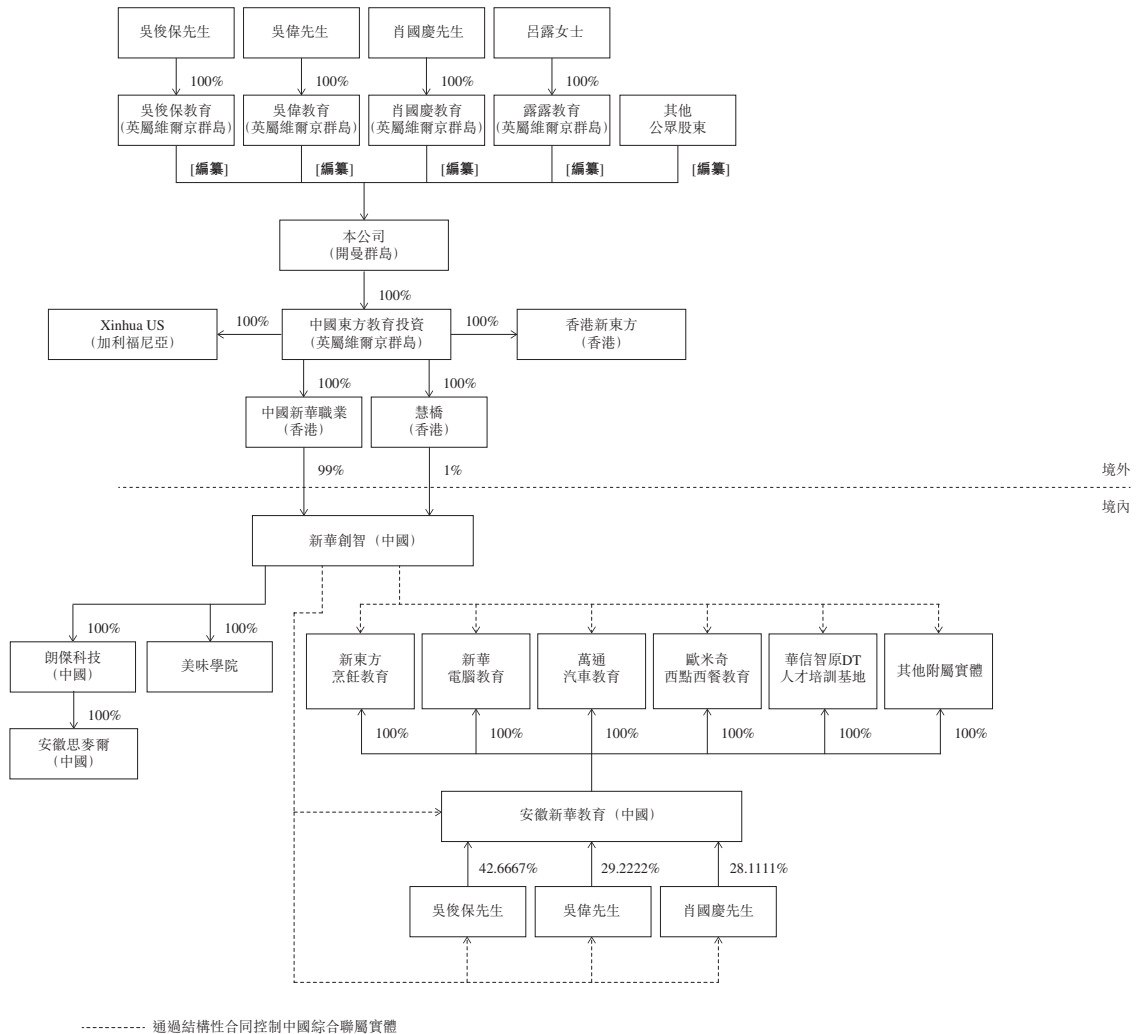 吳俊保先生
吳偉先生
肖國慶先生
呂露女士
100%
100%
100%
100%
吳俊保教育
(英屬維爾京群島)
吳偉教育
(英屬維爾京群島)
肖國慶教育
(英屬維爾京群島)
露露教育
(英屬維爾京群島)
其他
公眾股東
[編纂]
[編纂]
[編纂]
[編纂]
[編纂]
本公司
(開曼群島)
100%
Xinhua US
(加利福尼亞)
100%
中國東方教育投資
(英屬維爾京群島)
100%
香港新東方
(香港)
100%
100%
中國新華職業
(香港)
慧橋
(香港)
99%
1%
境外
境內
新華創智（中國）
100%
100%
朗傑科技
(中國)
美味學院
新東方
烹飪教育
新華
電腦教育
萬通
汽車教育
歐米奇
西點西餐教育
華信智原DT
人才培訓基地
其他附屬實體
100%
安徽思麥爾
(中國)
100%
100%
100%
100%
100%
100%
安徽新華教育（中國）
42.6667%
29.2222%
28.1111%
吳俊保先生
吳偉先生
肖國慶先生
通過結構性合同控制中國綜合聯屬實體